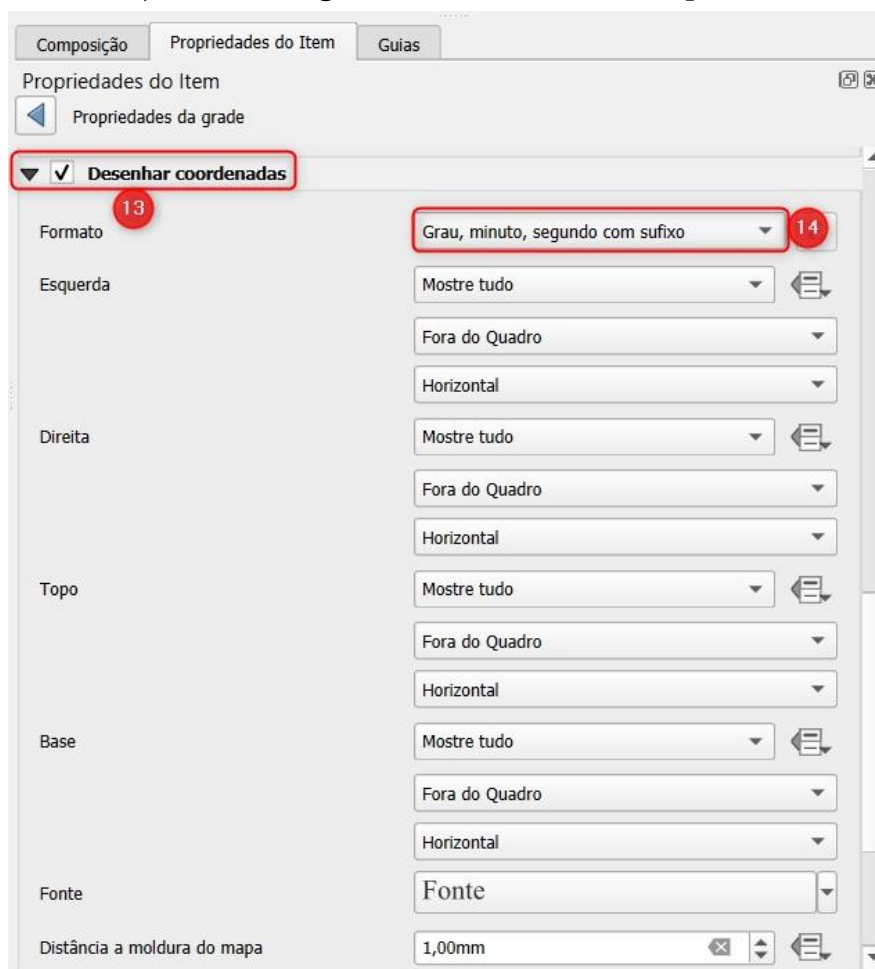 Composição Propriedades do Item Guias
Propriedades do Item
Propriedades da grade
Desenhar coordenadas
13
Formato Grau, minuto, segundo com sufixo 14
Esquerda Mostre tudo
Fora do Quadro
Horizontal
Direita Mostre tudo
Fora do Quadro
Horizontal
Topo Mostre tudo
Fora do Quadro
Horizontal
Base Mostre tudo
Fora do Quadro
Horizontal
Fonte Fonte
Distância a moldura do mapa 1,00mm